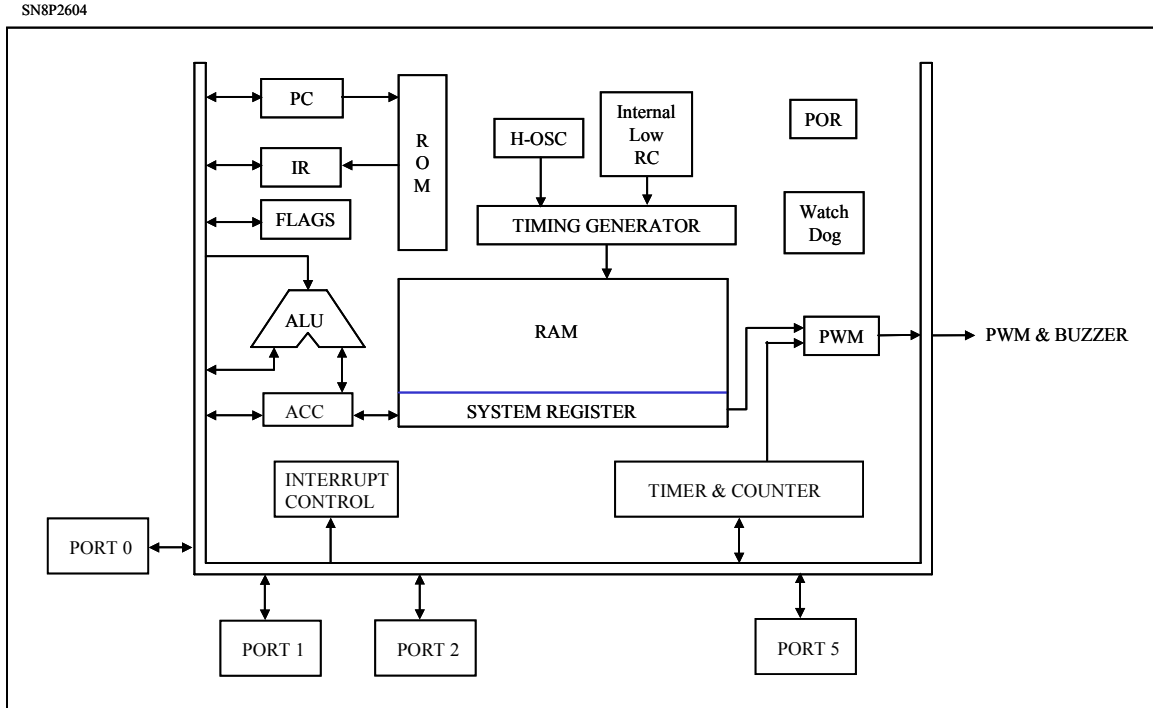 SN8P2604
PC
IR
FLAGS
R
O
M
H-OSC
Internal
Low
RC
POR
TIMING GENERATOR
Watch
Dog
ALU
RAM
PWM
PWM & BUZZER
ACC
SYSTEM REGISTER
INTERRUPT
CONTROL
TIMER & COUNTER
PORT 0
PORT 1
PORT 2
PORT 5